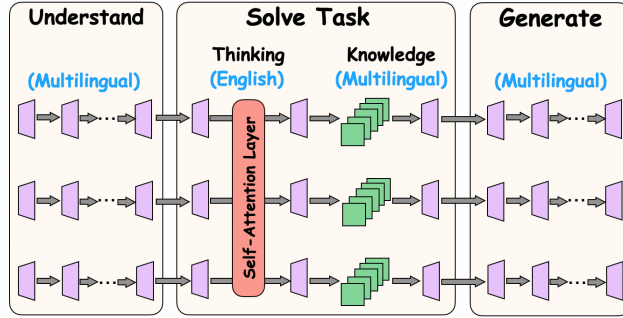 Understand
(Multilingual)
Solve Task
Thinking
(English)
Knowledge
(Multilingual)
Self-Attention Layer
Generate
(Multilingual)